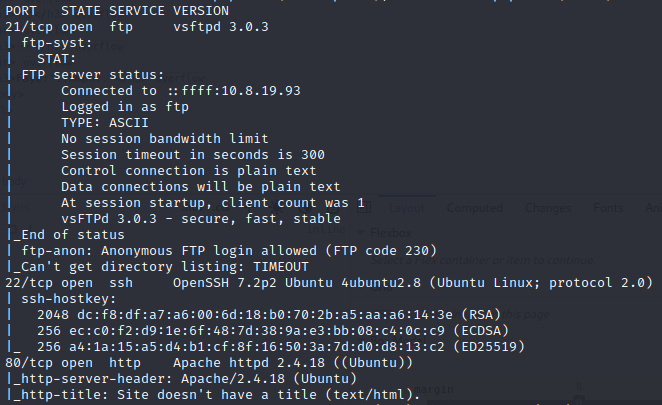 PORT   STATE SERVICE VERSION
21/tcp open  ftp     vsftpd 3.0.3
| ftp-syst:
|   STAT:
| FTP server status:
|      Connected to ::ffff:10.8.19.93
|      Logged in as ftp
|      TYPE: ASCII
|      No session bandwidth limit
|      Session timeout in seconds is 300
|      Control connection is plain text
|      Data connections will be plain text
|      At session startup, client count was 1
|      vsFTPd 3.0.3 - secure, fast, stable
|_End of status
| ftp-anon: Anonymous FTP login allowed (FTP code 230)
|_Can't get directory listing: TIMEOUT
22/tcp open  ssh     OpenSSH 7.2p2 Ubuntu 4ubuntu2.8 (Ubuntu Linux; protocol 2.0)
| ssh-hostkey:
|   2048 dc:f8:df:a7:a6:00:6d:18:b0:70:2b:a5:aa:a6:14:3e (RSA)
|   256 ec:c0:f2:d9:1e:6f:48:7d:38:9a:e3:bb:08:c4:0c:c9 (ECDSA)
|_  256 a4:1a:15:a5:d4:b1:cf:8f:16:50:3a:7d:d0:d8:13:c2 (ED25519)
80/tcp open  http    Apache httpd 2.4.18 ((Ubuntu))
|_http-server-header: Apache/2.4.18 (Ubuntu)
|_http-title: Site doesn't have a title (text/html).
Layout Computed Changes Fonts
Flexbox